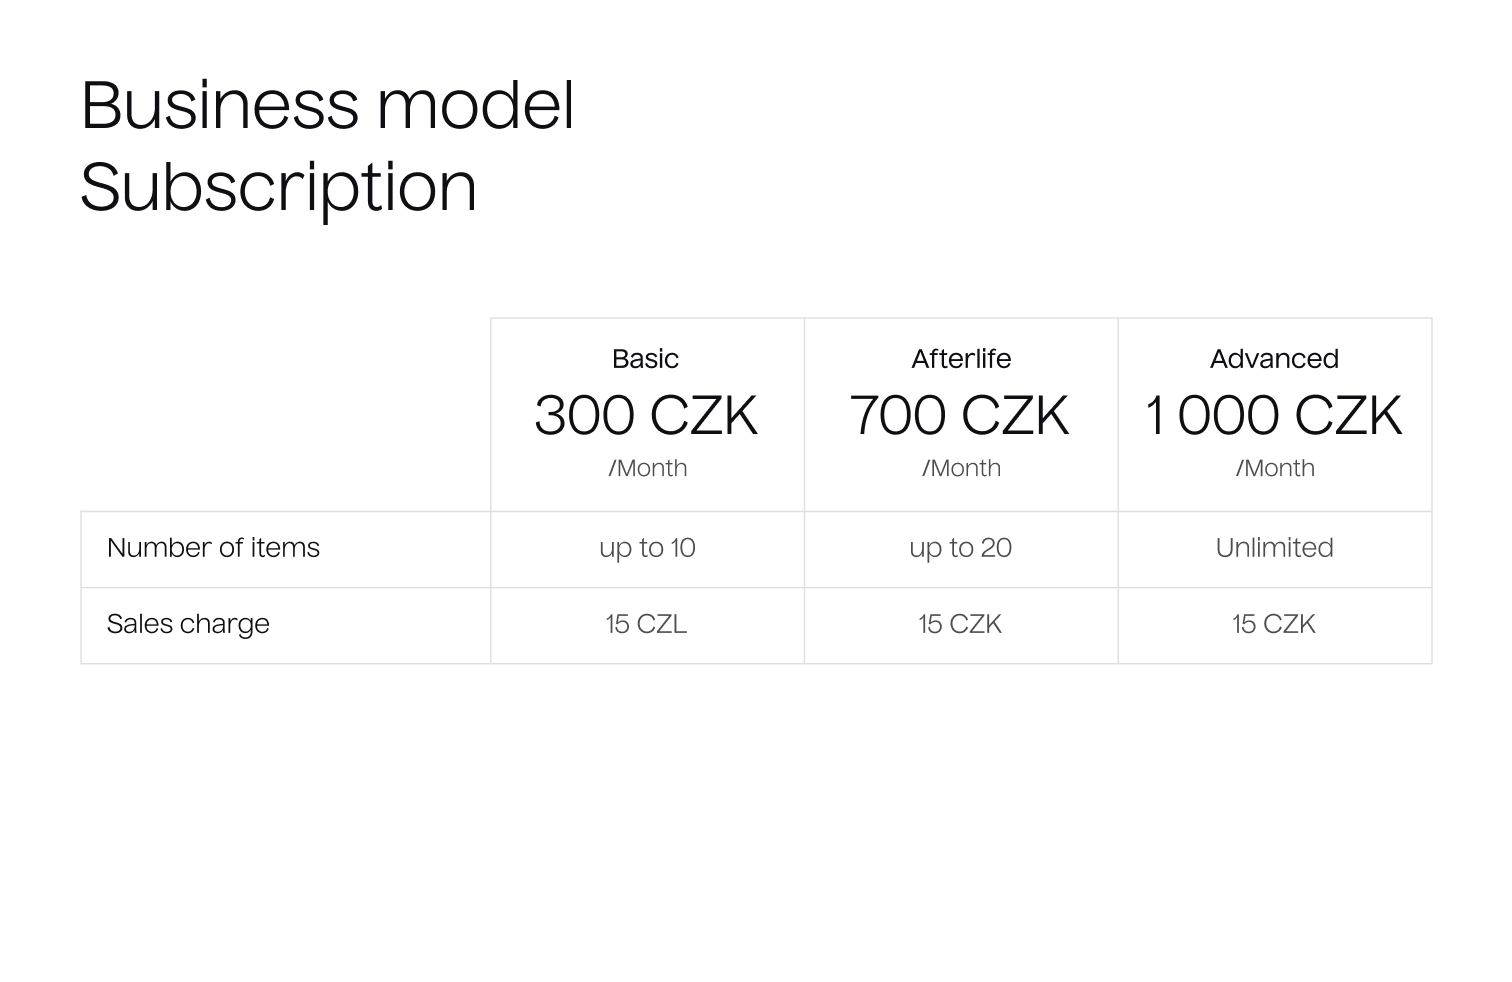 Business model
Subscription
Basic
300 CZK
/Month
Afterlife
700 CZK
/Month
Advanced
1 000 CZK
/Month
Number of items
up to 10
up to 20
Unlimited
Sales charge
15 CZL
15 CZK
15 CZK